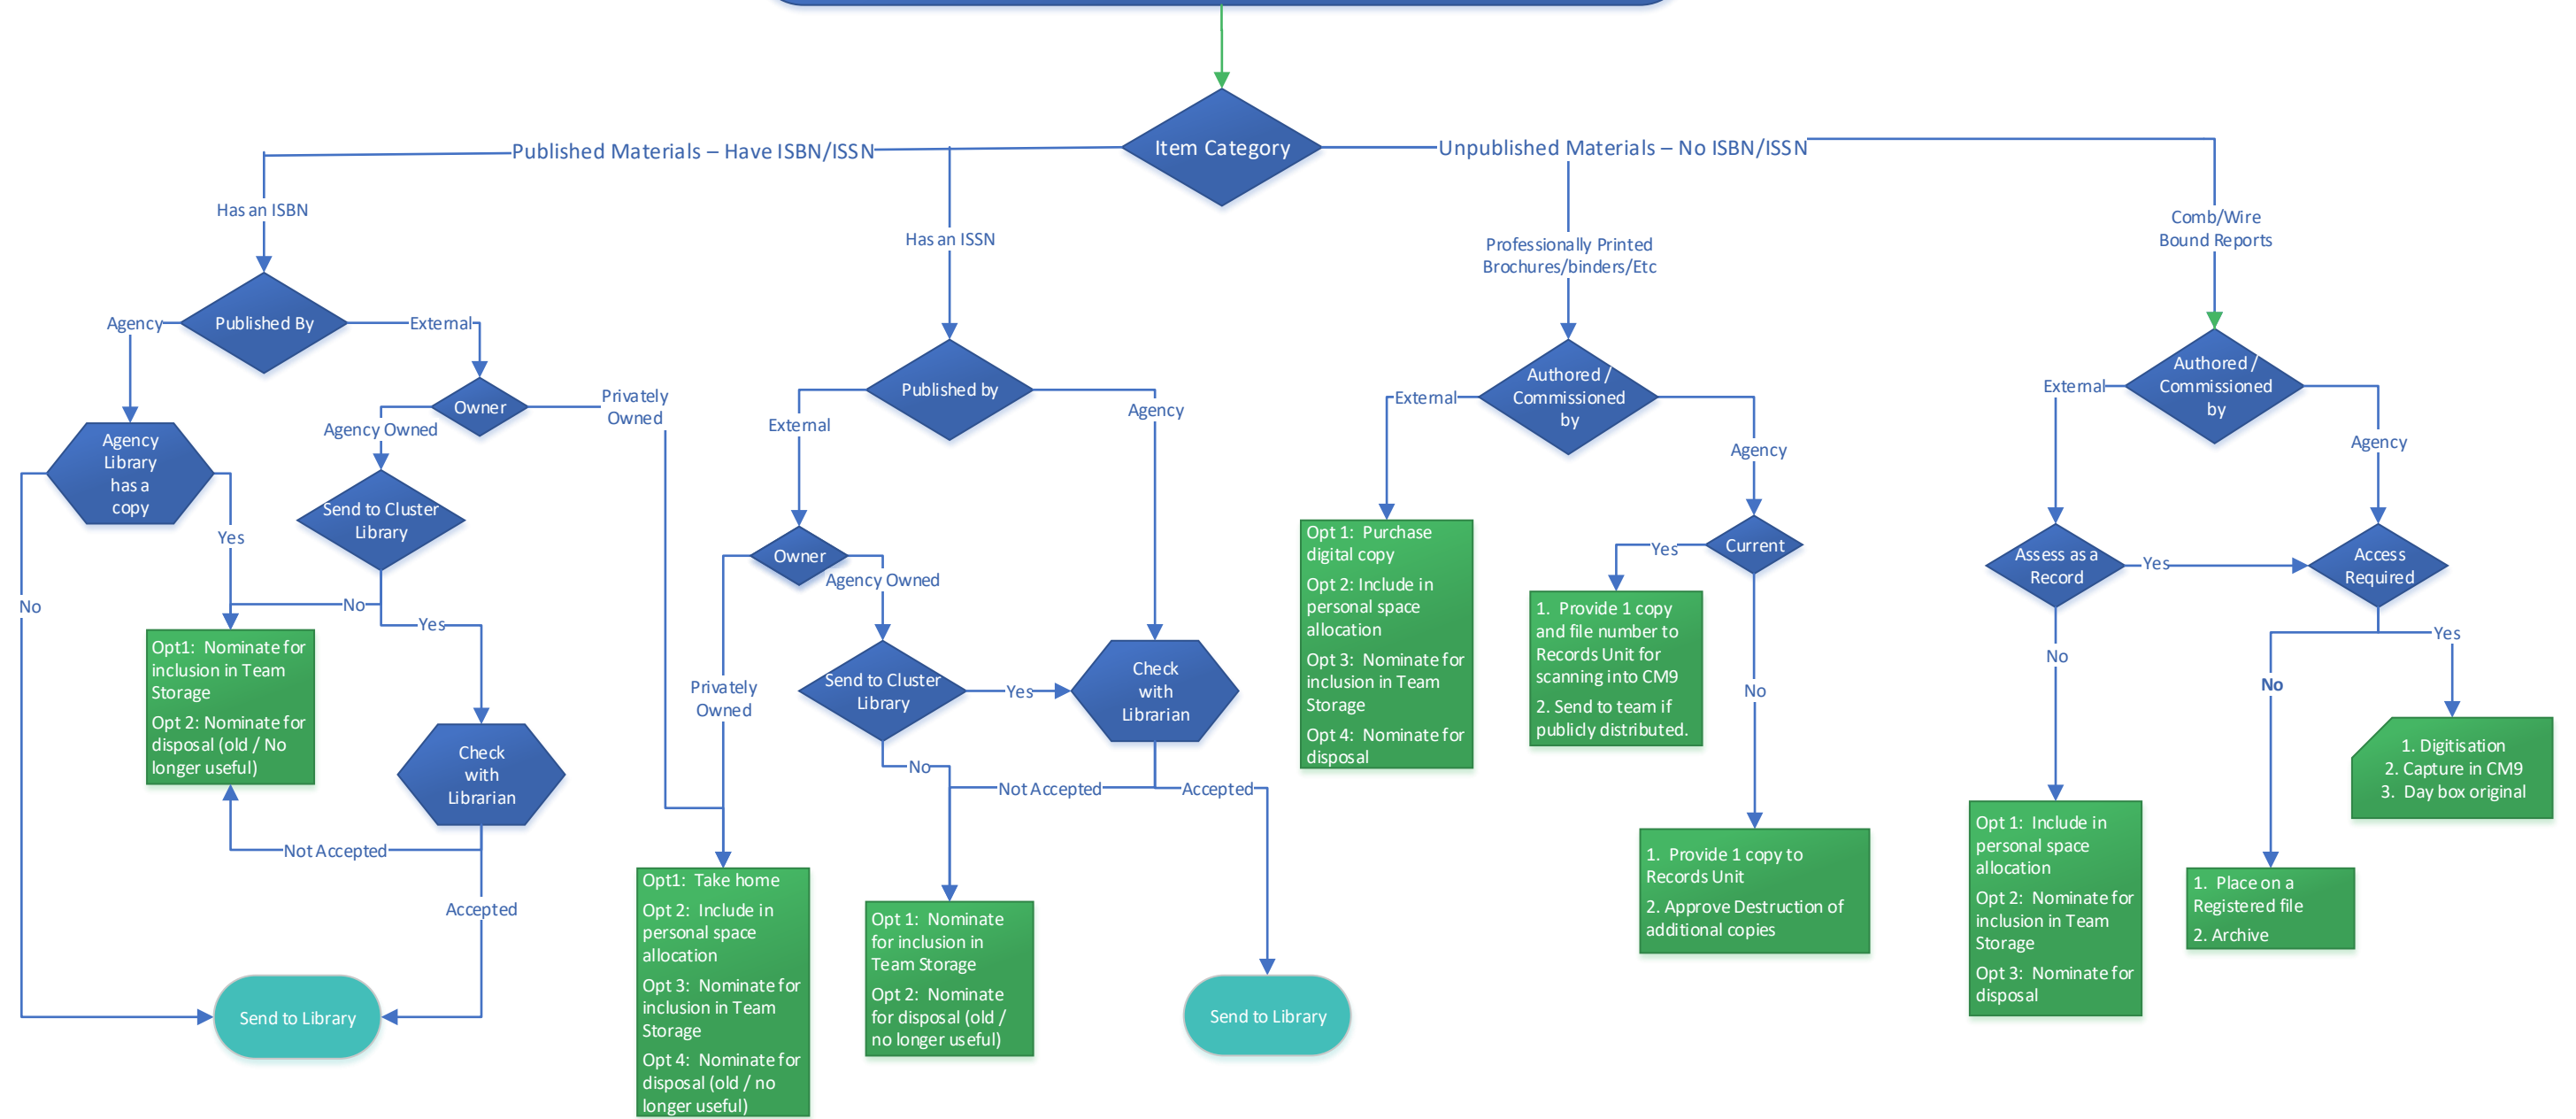 Item Category
Published Materials – Have ISBN/ISSN
Unpublished Materials – No ISBN/ISSN
Has an ISBN
Has an ISSN
Professionally Printed
Brochures/binders/Etc
Comb/Wire
Bound Reports
Published By
Agency
External
Owner
Agency Owned
Privately
Owned
Agency
Library
has a
copy
No
Yes
Send to Cluster
Library
No
Yes
Opt1: Nominate for
inclusion in Team
Storage
Opt 2: Nominate for
disposal (old / No
longer useful)
Check
with
Librarian
Not Accepted
Accepted
Send to Library
Published by
External
Agency
Owner
Agency Owned
Privately
Owned
Send to Cluster
Library
Yes
Check
with
Librarian
No
Not Accepted
Accepted
Opt1: Take home
Opt 2: Include in
personal space
allocation
Opt 3: Nominate for
inclusion in Team
Storage
Opt 4: Nominate for
disposal (old / no
longer useful)
Opt 1: Nominate
for inclusion in
Team Storage
Opt 2: Nominate
for disposal (old /
no longer useful)
Send to Library
Authored /
Commissioned
by
External
Agency
Opt 1: Purchase
digital copy
Opt 2: Include in
personal space
allocation
Opt 3: Nominate for
inclusion in Team
Storage
Opt 4: Nominate for
disposal
Current
Yes
No
1. Provide 1 copy
and file number to
Records Unit for
scanning into CM9
2. Send to team if
publicly distributed.
1. Provide 1 copy to
Records Unit
2. Approve Destruction of
additional copies
Authored /
Commissioned
by
External
Agency
Assess as a
Record
Yes
Access
Required
No
No
Yes
1. Digitisation
2. Capture in CM9
3. Day box original
Opt 1: Include in
personal space
allocation
Opt 2: Nominate for
inclusion in Team
Storage
Opt 3: Nominate for
disposal
1. Place on a
Registered file
2. Archive